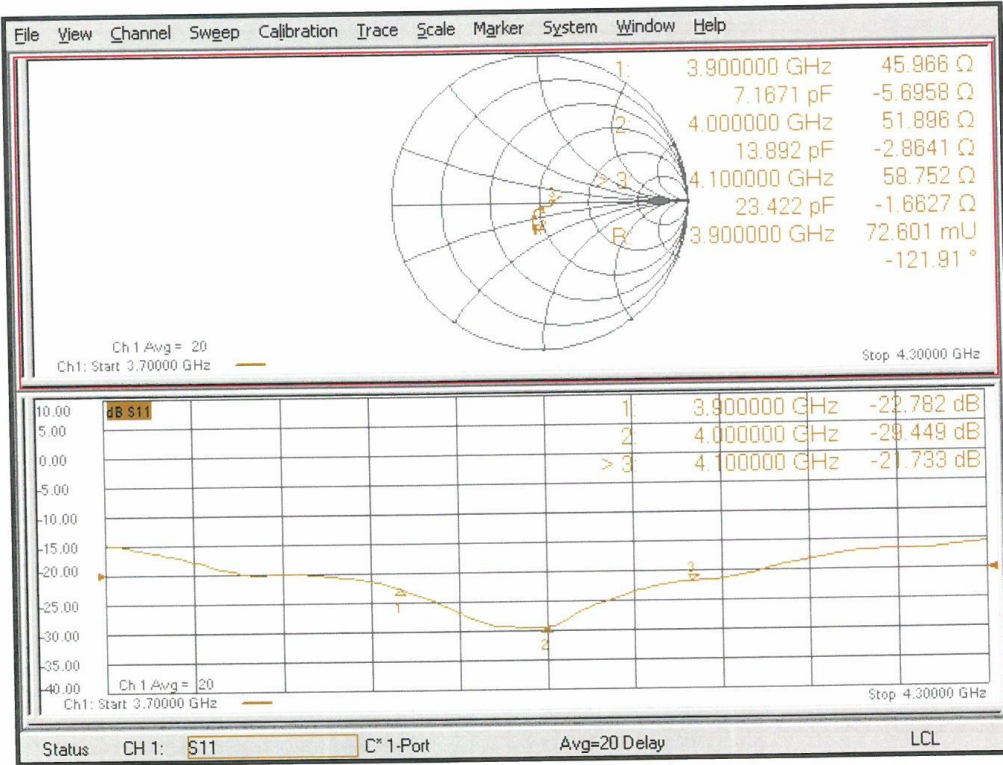 File View Channel Sweep Calibration Trace Scale Marker System Window Help
1: 3.900000 GHz 45.966 Ω
7.1671 pF -5.6958 Ω
2: 4.000000 GHz 51.896 Ω
13.892 pF -2.8641 Ω
> 3: 4.100000 GHz 58.752 Ω
23.422 pF -1.6627 Ω
R: 3.900000 GHz 72.601 mU
-121.91 °
3
Ch 1 Avg = 20
Ch1: Start 3.70000 GHz
Stop 4.30000 GHz
10.00
5.00
0.00
-5.00
-10.00
-15.00
-20.00
-25.00
-30.00
-35.00
-40.00
dB S11
1: 3.900000 GHz -22.782 dB
2: 4.000000 GHz -29.449 dB
> 3: 4.100000 GHz -21.733 dB
1
2
3
Ch 1 Avg = 20
Ch1: Start 3.70000 GHz
Stop 4.30000 GHz
Status CH 1: S11 C* 1-Port Avg=20 Delay LCL